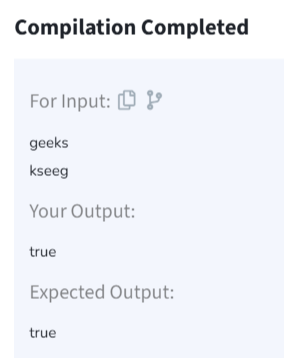 Compilation Completed
For Input:
geeks
kseeg
Your Output:
true
Expected Output:
true